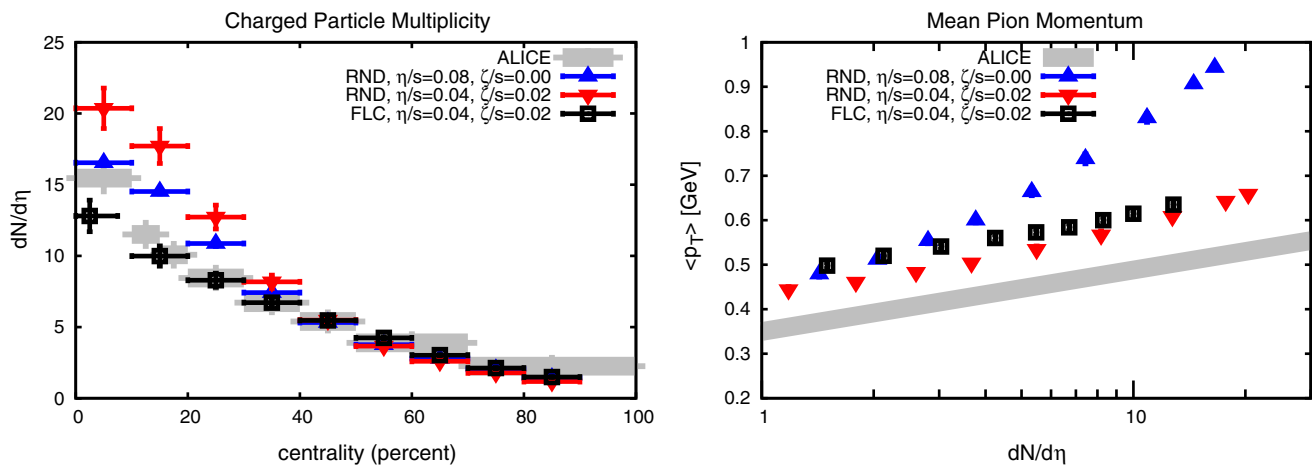 Charged Particle Multiplicity
25
20
15
10
5
0
dN/dη
ALICE
RND, η/s=0.08, ζ/s=0.00
RND, η/s=0.04, ζ/s=0.02
FLC, η/s=0.04, ζ/s=0.02
0 20 40 60 80 100
centrality (percent)
Mean Pion Momentum
1
0.9
0.8
0.7
0.6
0.5
0.4
0.3
0.2
<p_T> [GeV]
ALICE
RND, η/s=0.08, ζ/s=0.00
RND, η/s=0.04, ζ/s=0.02
FLC, η/s=0.04, ζ/s=0.02
1 10
dN/dη